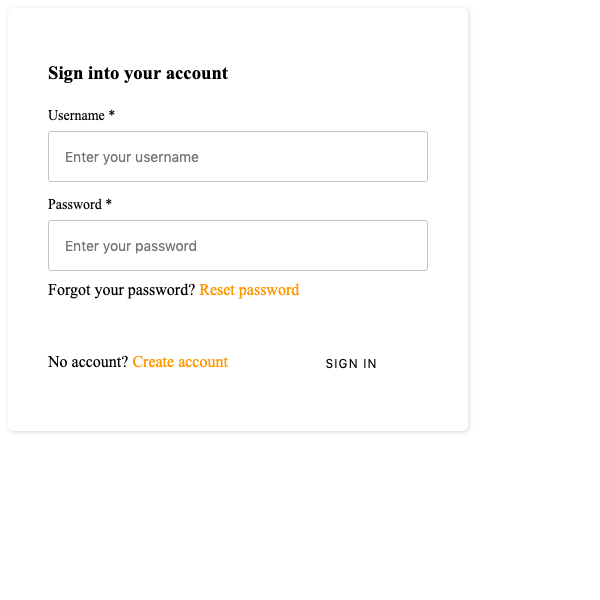 Sign into your account
Username *
Enter your username
Password *
Enter your password
Forgot your password? Reset password
No account? Create account
SIGN IN